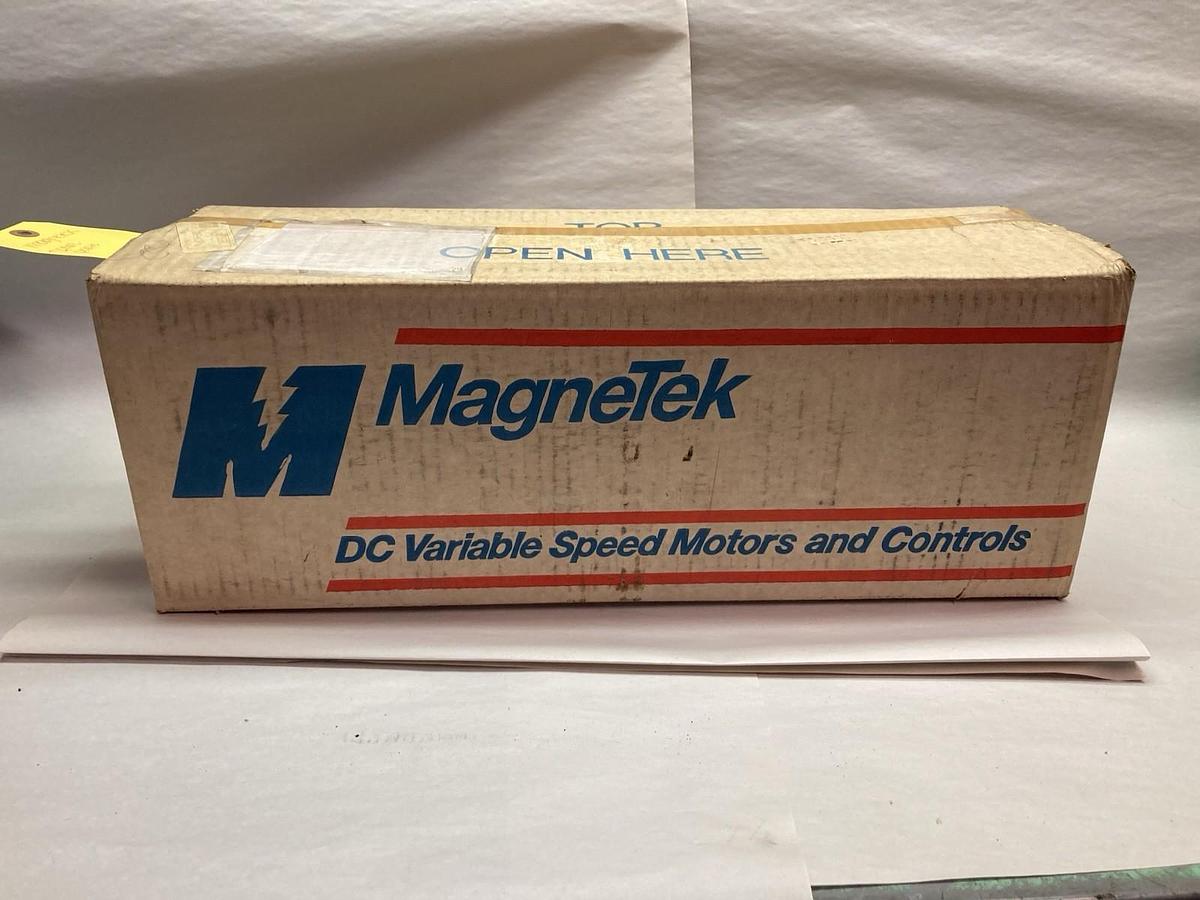 TOP
OPEN HERE
MagneTek
DC Variable Speed Motors and Controls